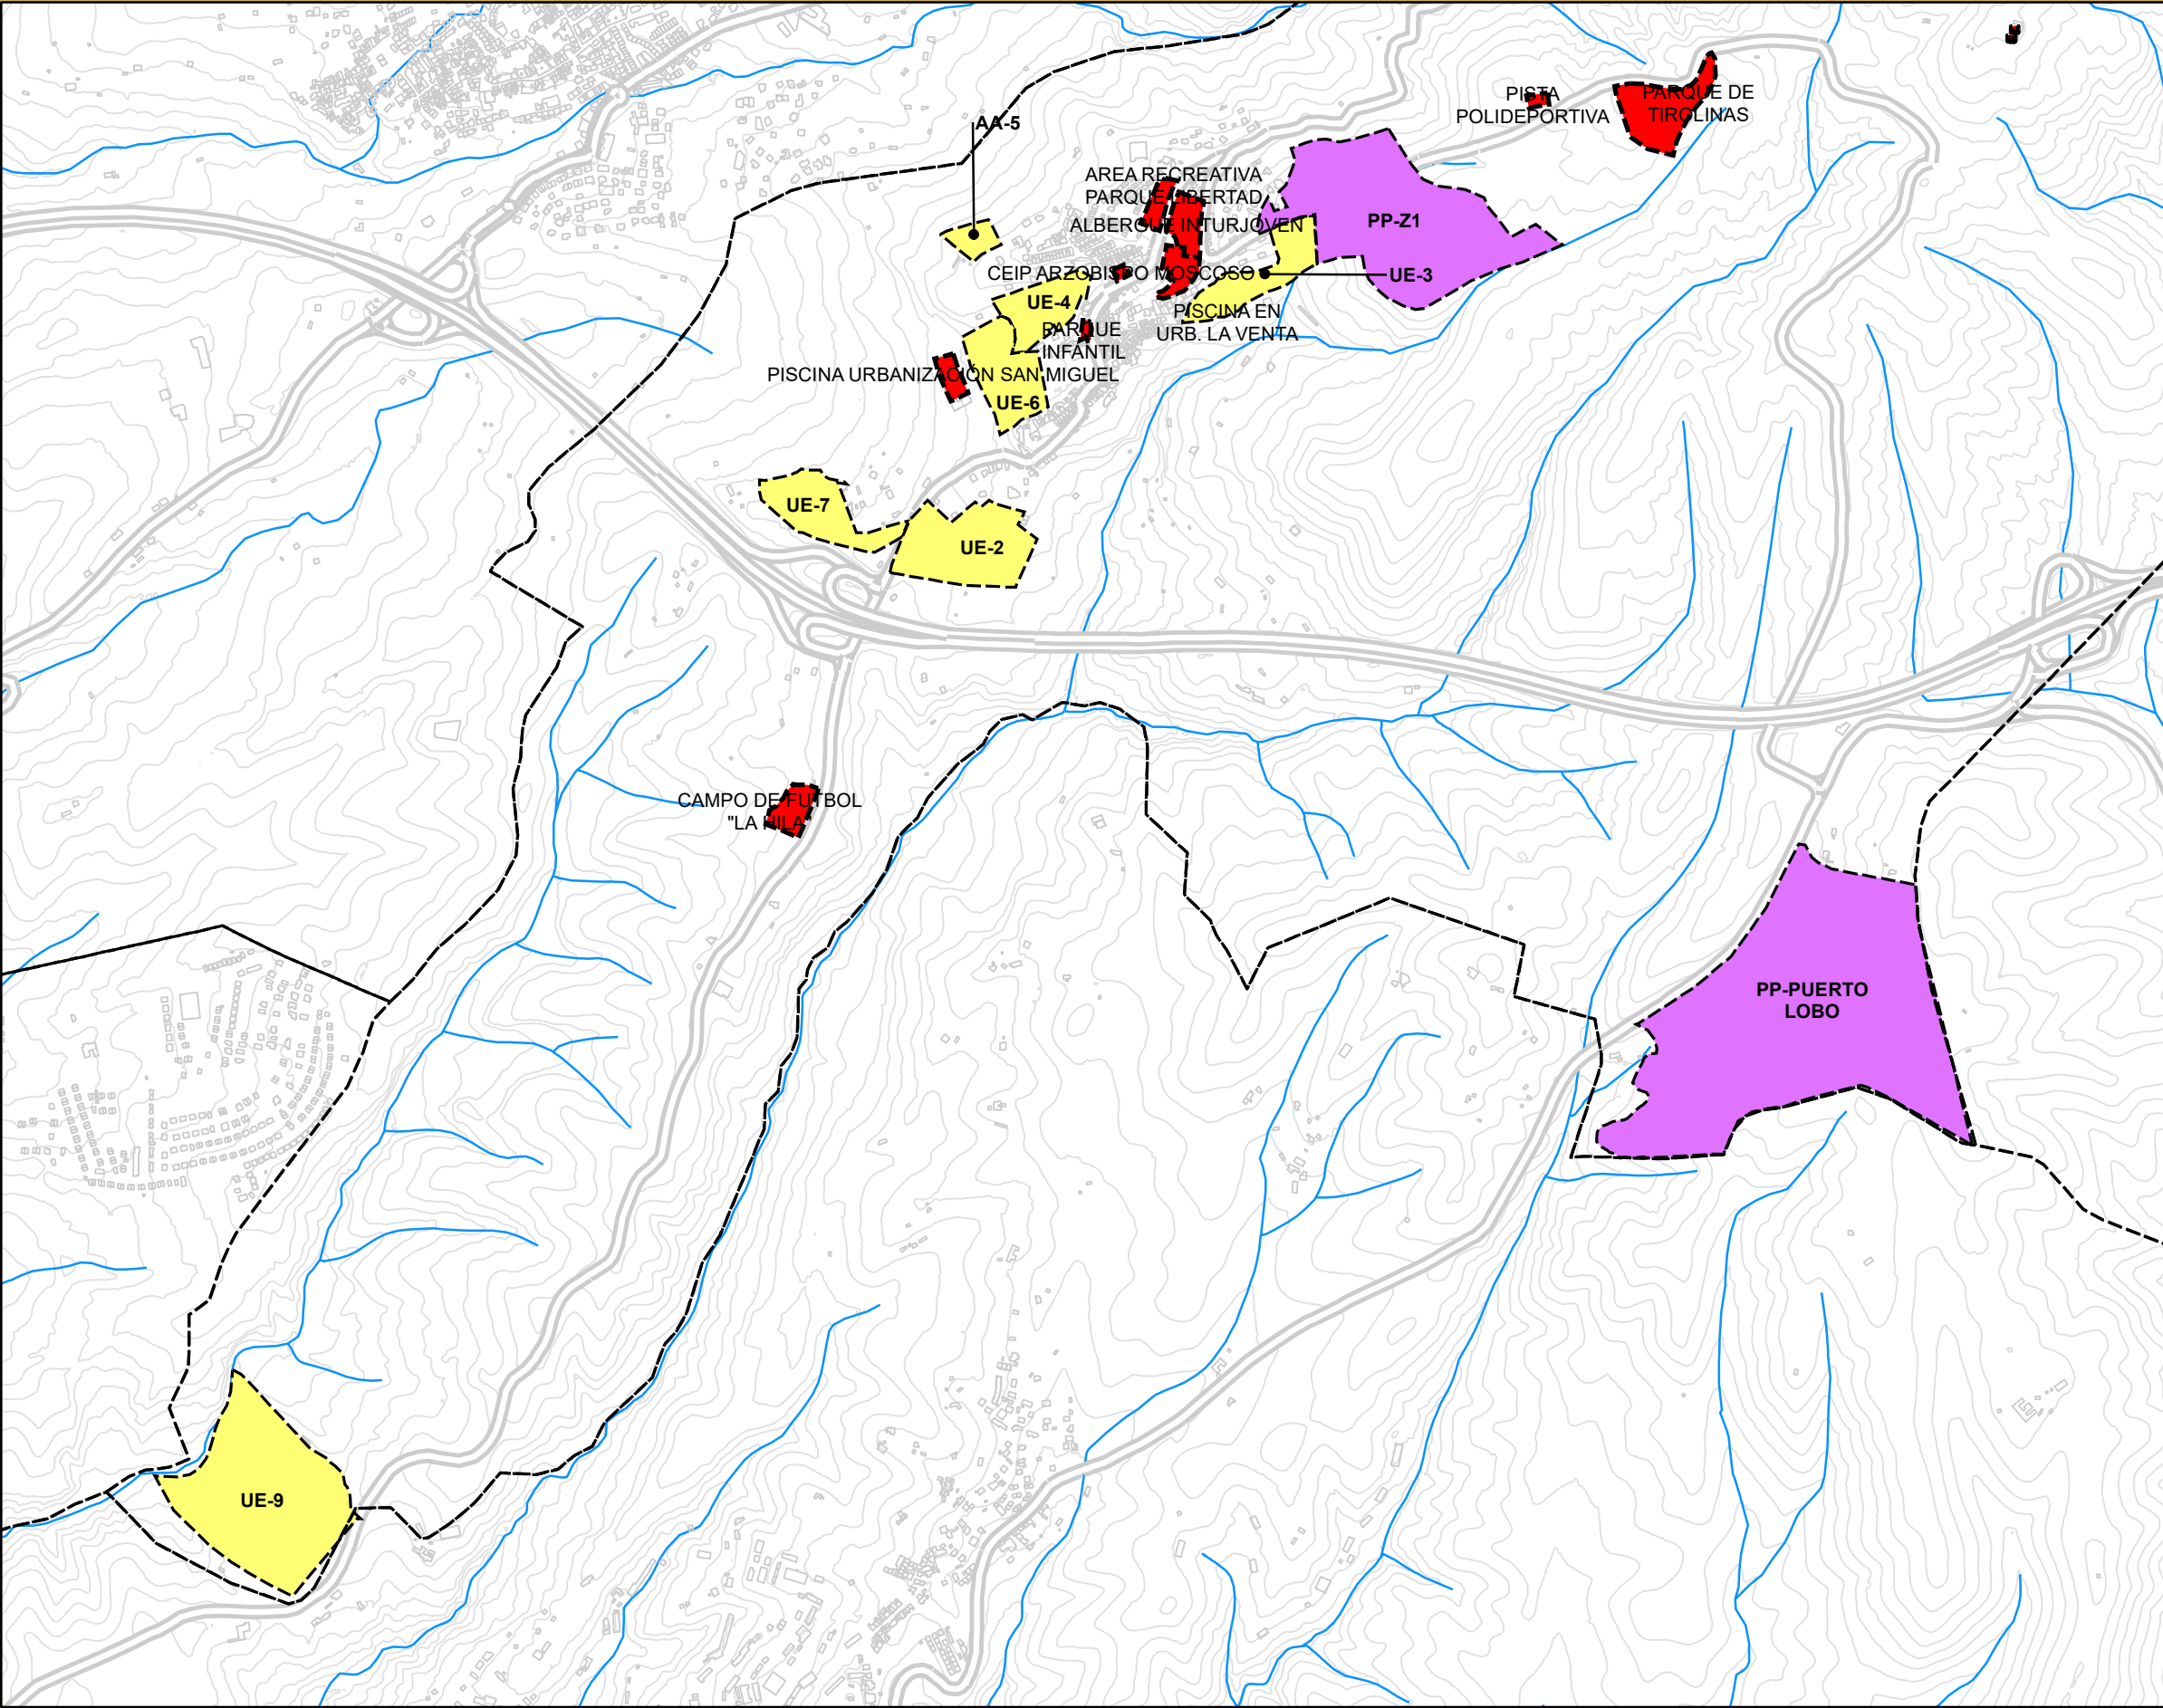 PISTA
POLIDEPORTIVA
PARQUE DE
TIROLINAS
AA-5
AREA RECREATIVA
PARQUE LIBERTAD
ALBERGUE INTURJOVEN
PP-Z1
CEIP ARZOBISPO MOSCOSO
UE-3
UE-4
PISCINA EN
URB. LA VENTA
PARQUE
INFANTIL
PISCINA URBANIZACIÓN SAN MIGUEL
UE-6
UE-7
UE-2
CAMPO DE FUTBOL
"LA HILA"
PP-PUERTO
LOBO
UE-9